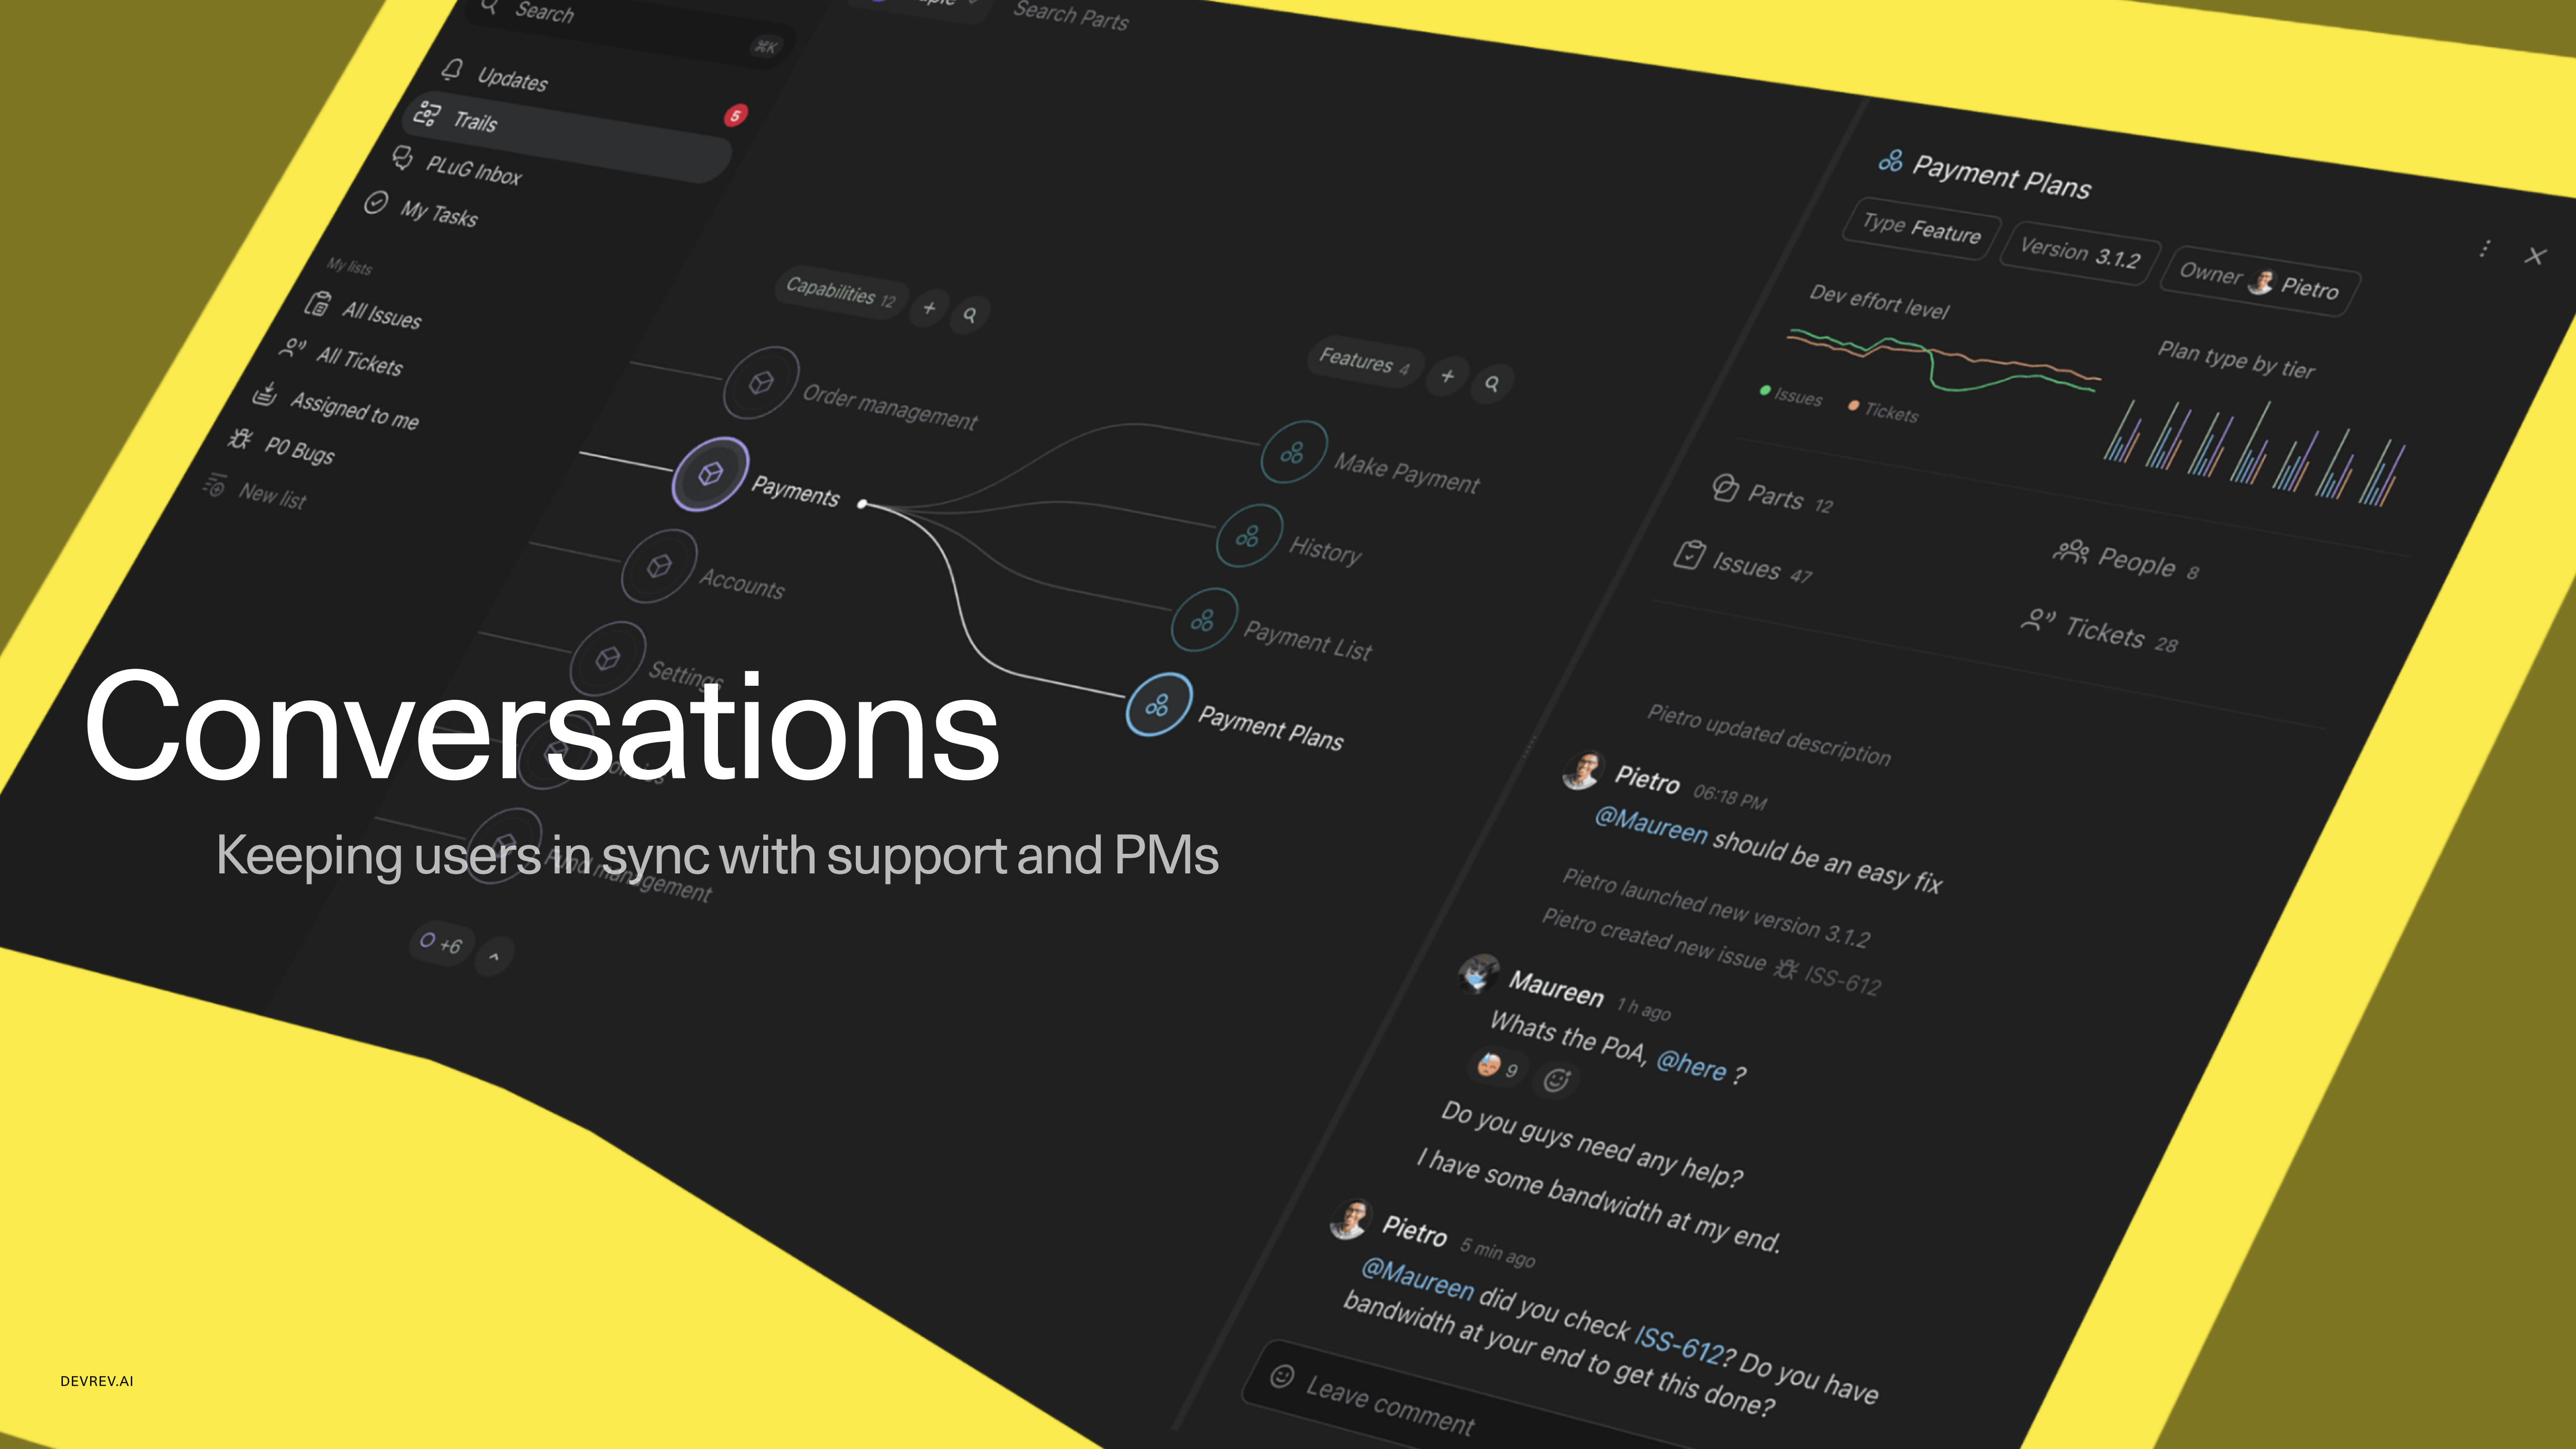 Search
⌘K
Search Parts
Updates
5
Trails
PLuG Inbox
My Tasks
My lists
All Issues
All Tickets
Assigned to me
P0 Bugs
New list
Capabilities 12
Order management
Payments
Accounts
Settings
Fund management
+6
Features 4
Make Payment
History
Payment List
Payment Plans
Conversations
Keeping users in sync with support and PMs
DEVREV.AI
Payment Plans
Type Feature
Version 3.1.2
Owner Pietro
Dev effort level
Issues
Tickets
Plan type by tier
Parts 12
People 8
Issues 47
Tickets 28
Pietro updated description
Pietro 06:18 PM
@Maureen should be an easy fix
Pietro launched new version 3.1.2
Pietro created new issue ISS-612
Maureen 1 h ago
Whats the PoA, @here ?
9
Do you guys need any help?
I have some bandwidth at my end.
Pietro 5 min ago
@Maureen did you check ISS-612? Do you have
bandwidth at your end to get this done?
Leave comment